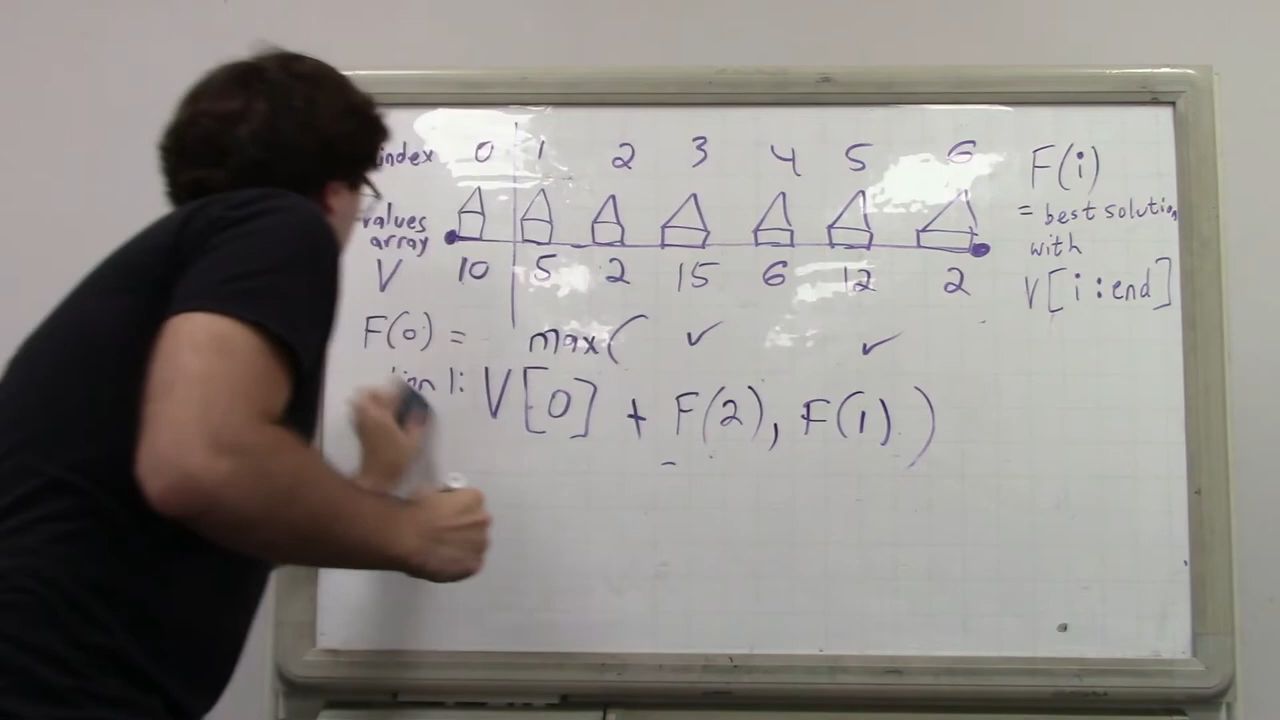 index 0 1 2 3 4 5 6
values
array
V 10 5 2 15 6 12 2
F(i)
= best solution
with
V[i:end]
F(0) = max( ✓ ✓
1: V[0] + F(2), F(1))